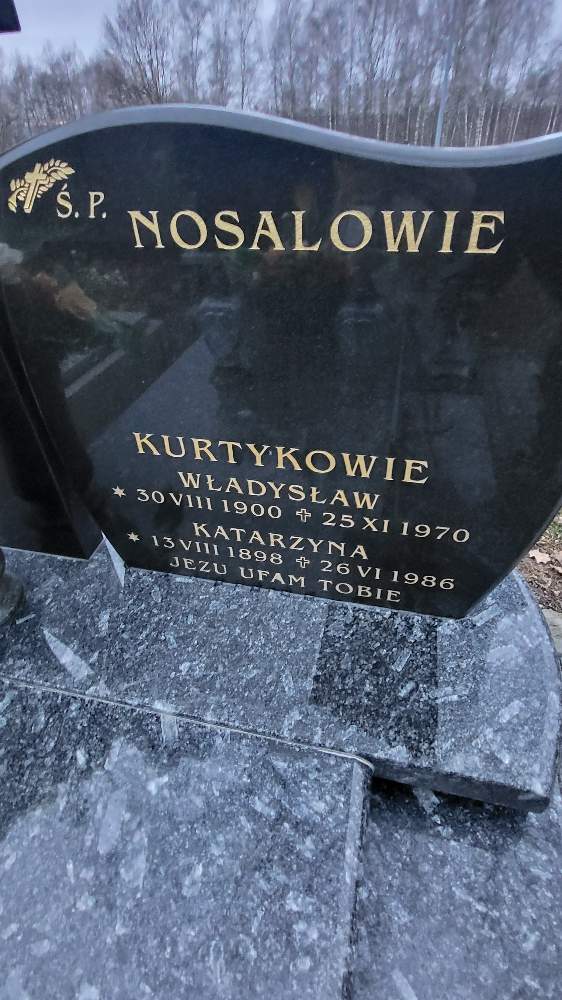 Ś. P. NOSALOWIE
KURTYKOWIE
WŁADYSŁAW
* 30 VIII 1900 ✝ 25 XI 1970
KATARZYNA
* 13 VIII 1898 ✝ 26 VI 1986
JEZU UFAM TOBIE